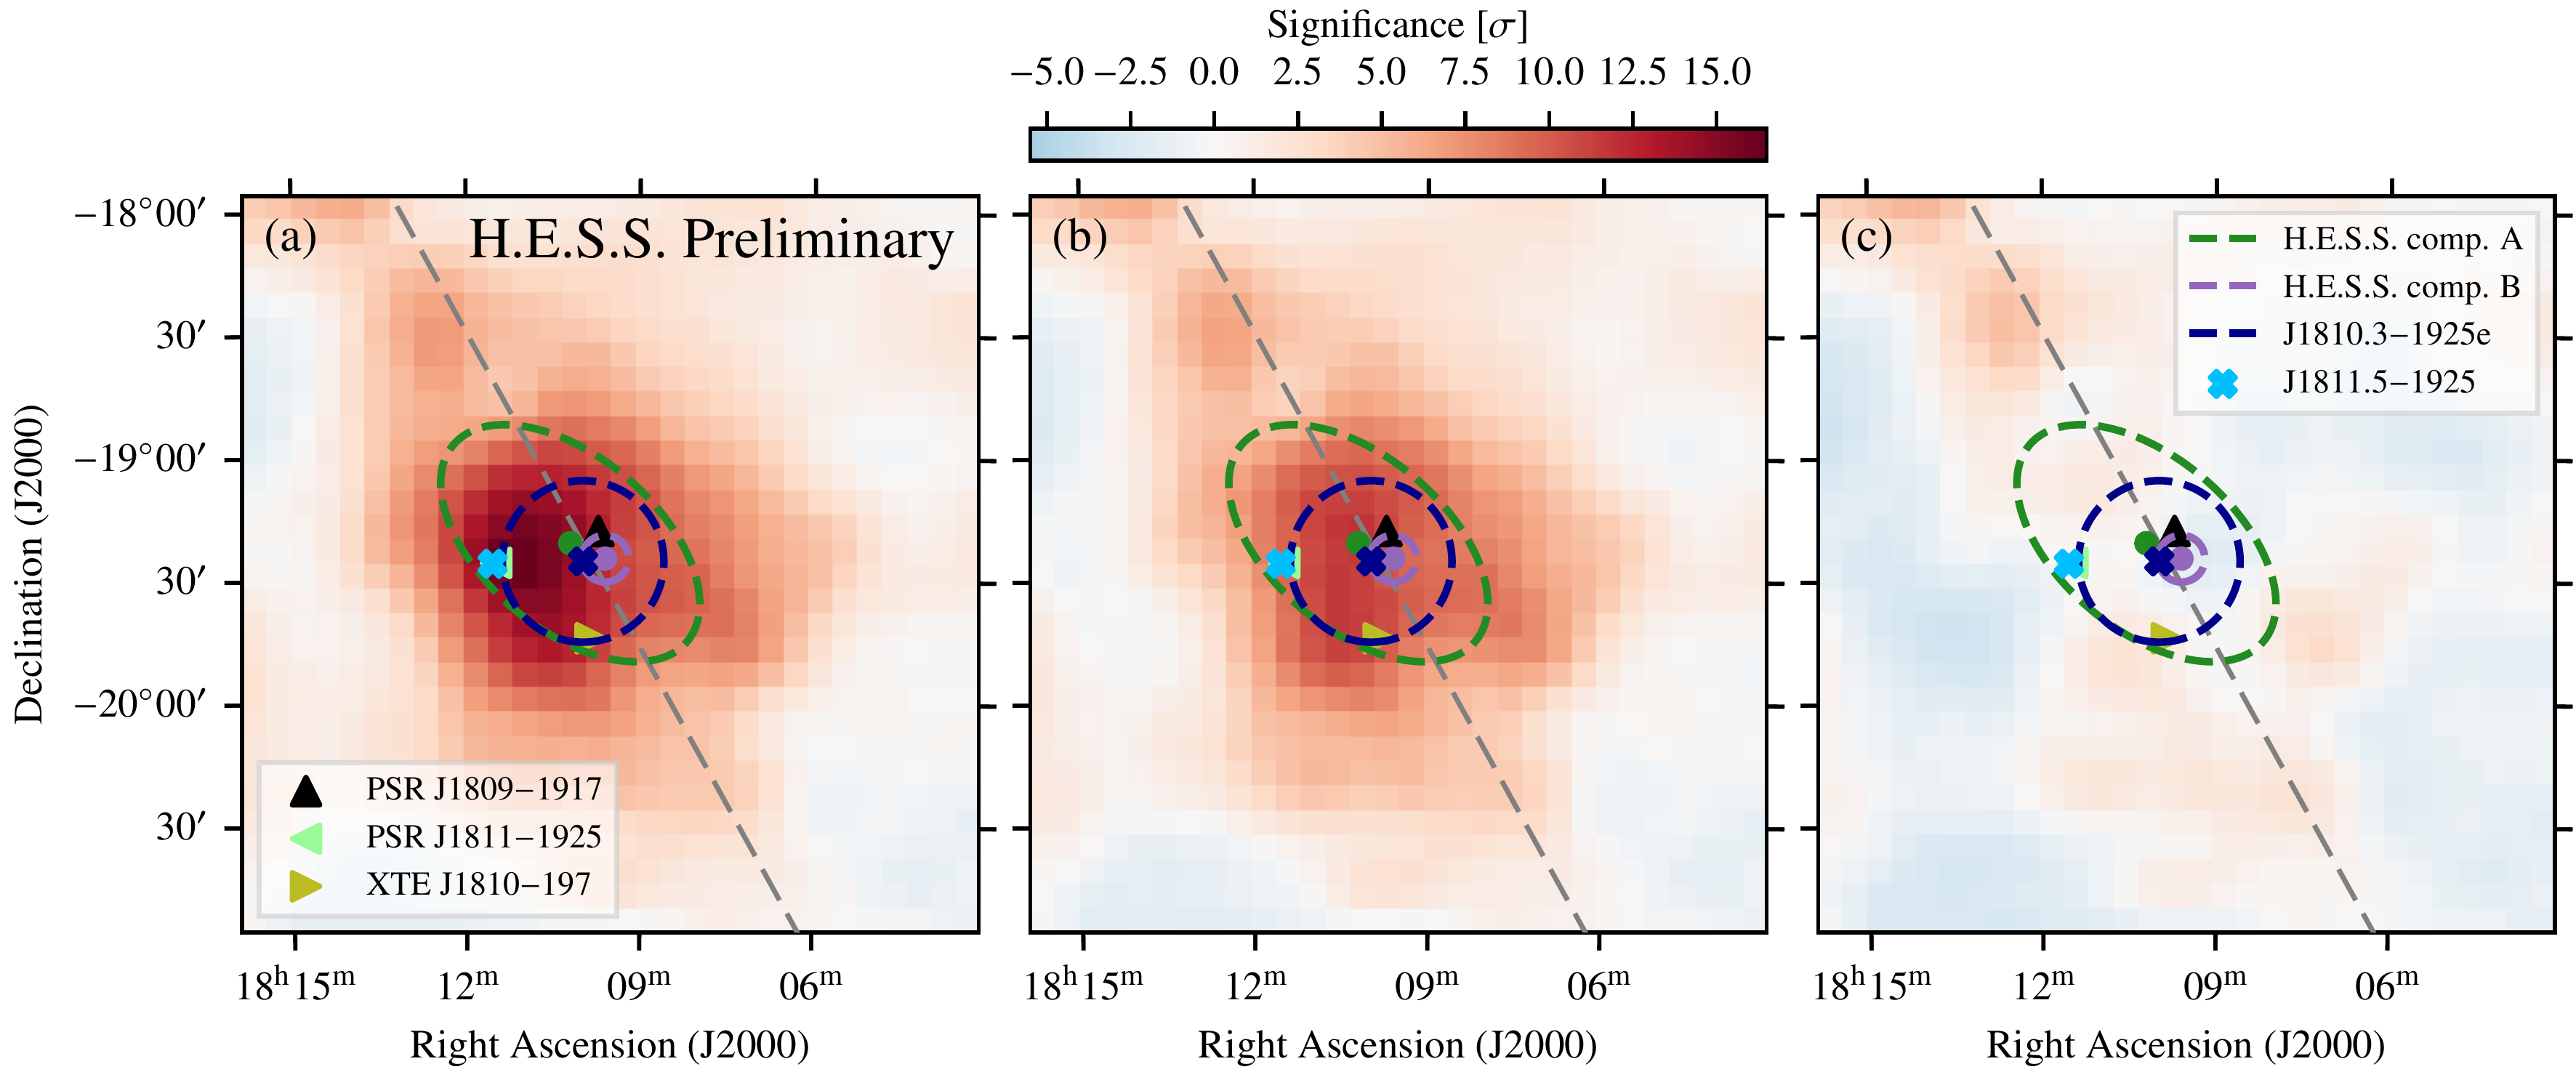 Significance [σ]
−5.0 −2.5 0.0 2.5 5.0 7.5 10.0 12.5 15.0
(a) H.E.S.S. Preliminary
(b)
(c)
H.E.S.S. comp. A
H.E.S.S. comp. B
J1810.3−1925e
J1811.5−1925
−18°00′
30′
−19°00′
30′
−20°00′
30′
Declination (J2000)
PSR J1809−1917
PSR J1811−1925
XTE J1810−197
18ʰ15ᵐ 12ᵐ 09ᵐ 06ᵐ
18ʰ15ᵐ 12ᵐ 09ᵐ 06ᵐ
18ʰ15ᵐ 12ᵐ 09ᵐ 06ᵐ
Right Ascension (J2000)
Right Ascension (J2000)
Right Ascension (J2000)